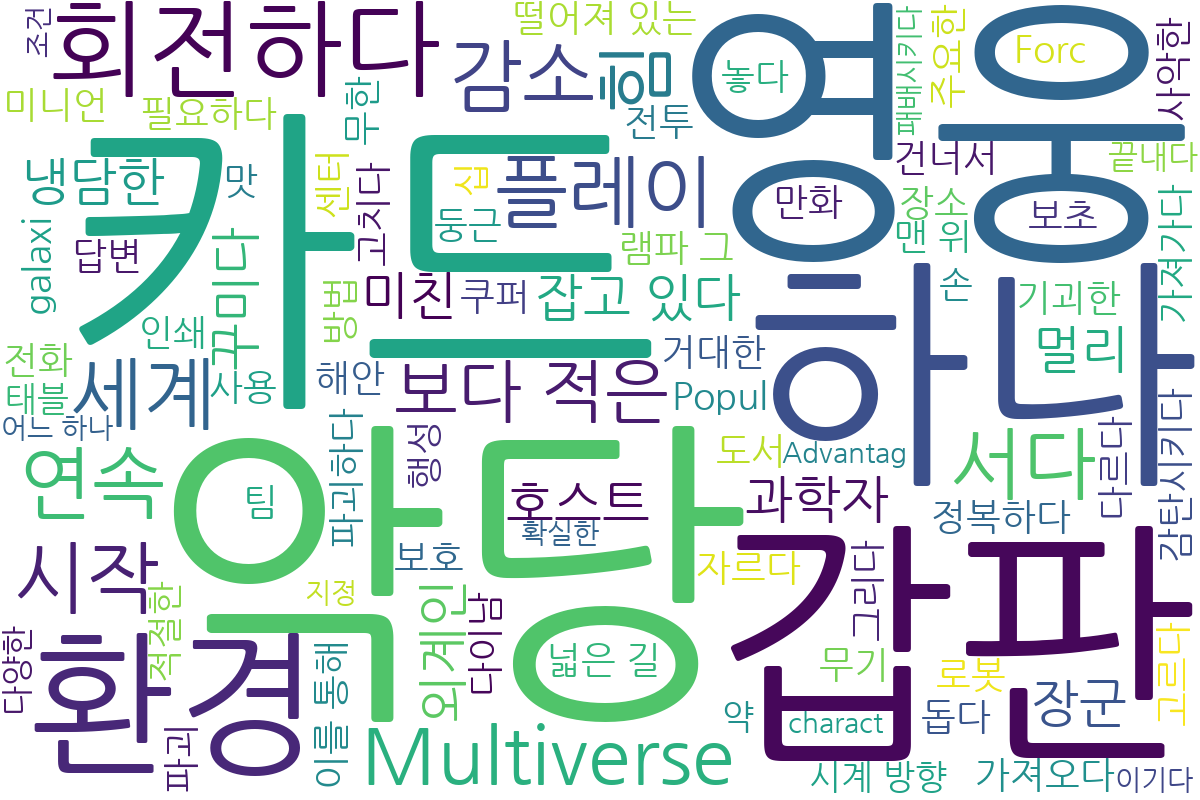 조건
회전하다
떨어져 있는
감소
힘
영웅
놓다
Forc
패배시키다
주요한
사악한
미니언
필요하다
무한
전투
카드
냉담한
맛
센터
고치다
십
플레이
둥근
램파 그
만화
건너서
장소
맨 위
보초
끝내다
galaxi
답변
꾸미다
방법
미친
쿠퍼
잡고 있다
하나
손
기괴한
가져가다
인쇄
전화
태블
세계
사용
해안
보다 적은
거대한
멀리
Popul
어느 하나
연속
악당
팀
파괴하다
행성
호스트
확실한
도서
Advantag
과학자
서다
다르다
감탄시키다
정복하다
시작
보호
지정
자르다
갑판
그리다
적절한
다양한
환경
파괴
이를 통해
외계인
다이남
넓은 길
Multiverse
무기
약
charact
로봇
돕다
장군
고르다
시계 방향
가져오다
이기다